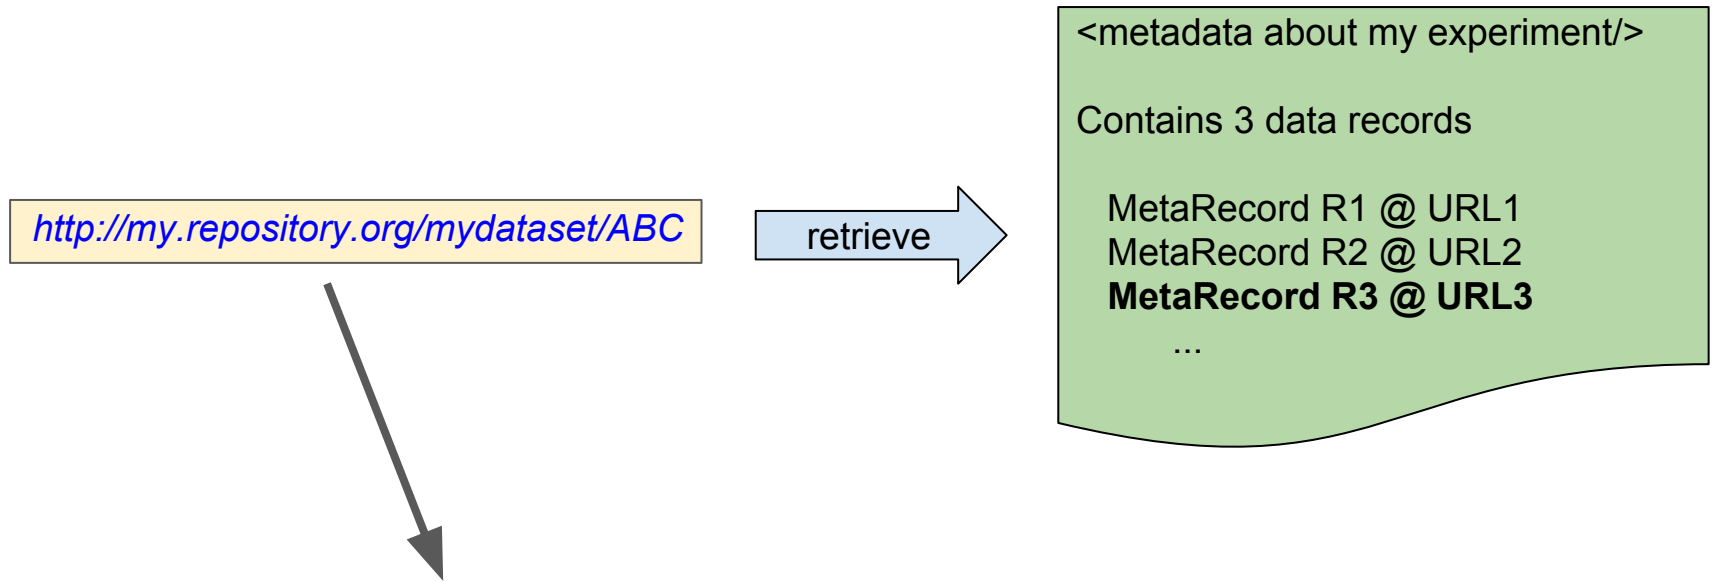 <metadata about my experiment/>
Contains 3 data records
http://my.repository.org/mydataset/ABC
retrieve
MetaRecord R1 @ URL1
MetaRecord R2 @ URL2
MetaRecord R3 @ URL3
...